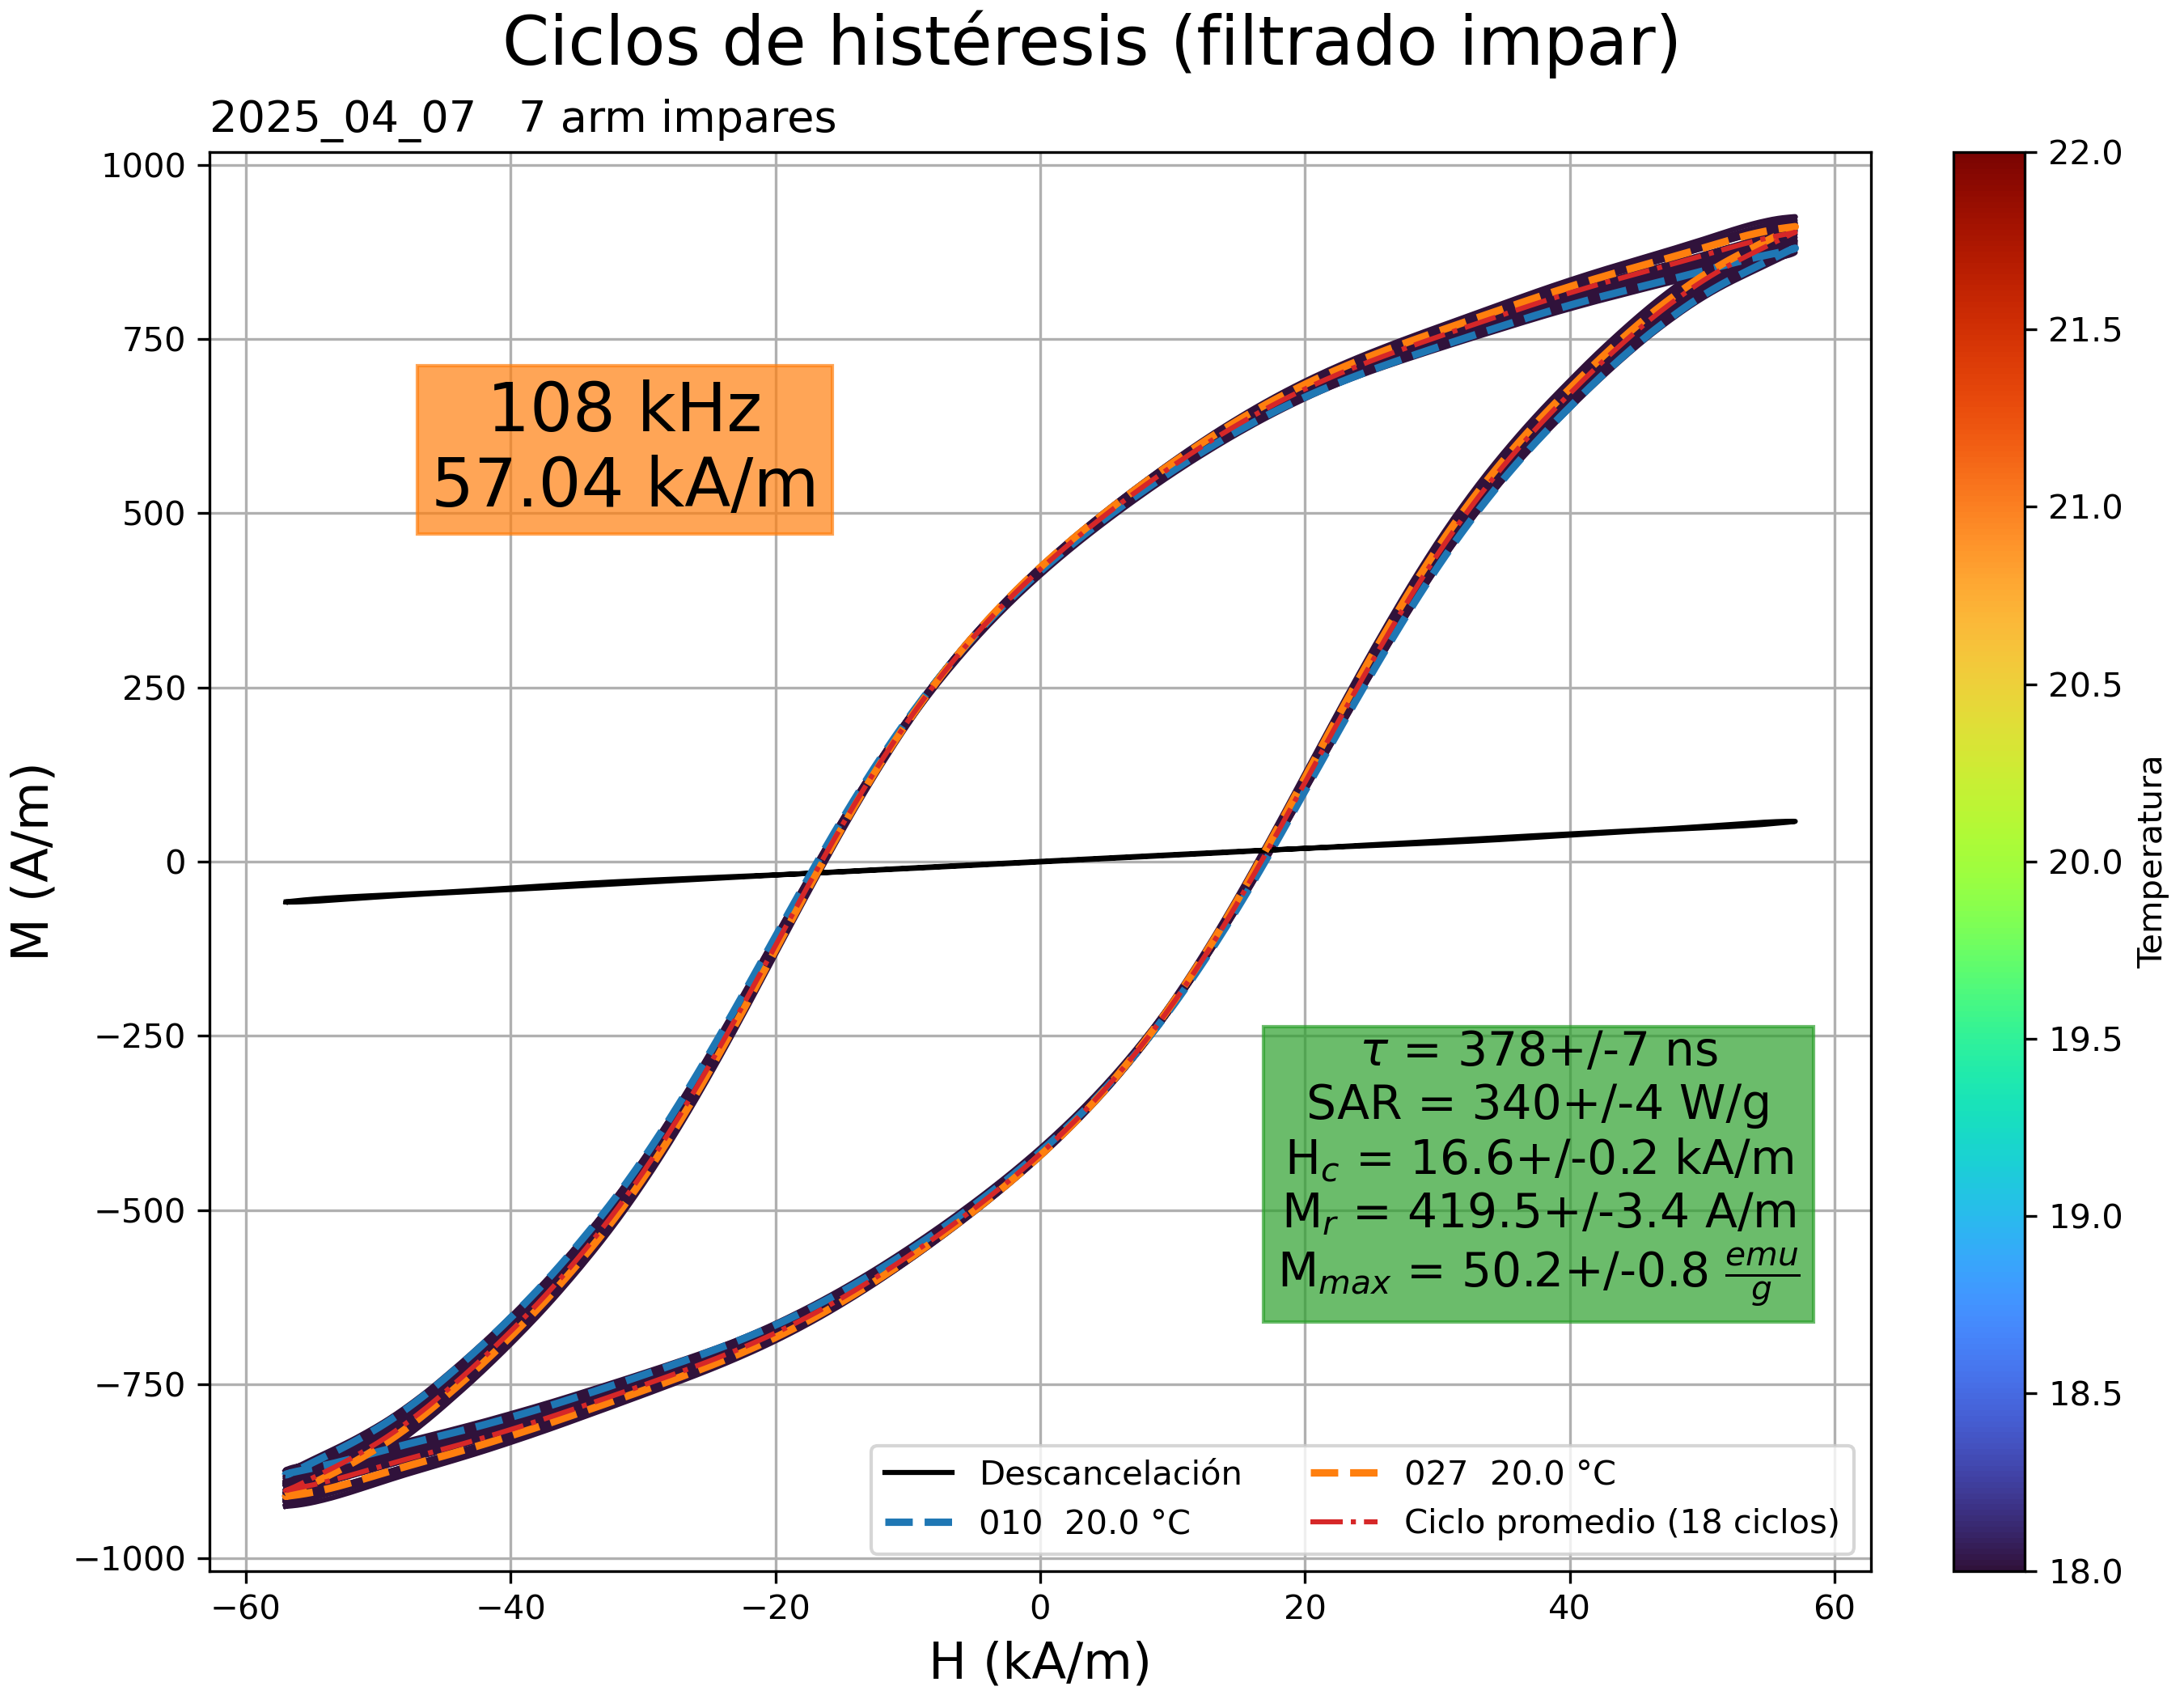 Ciclos de histéresis (filtrado impar)
2025_04_07   7 arm impares
1000
750
500
250
0
−250
−500
−750
−1000
M (A/m)
108 kHz
57.04 kA/m
τ = 378+/-7 ns
SAR = 340+/-4 W/g
H_c = 16.6+/-0.2 kA/m
M_r = 419.5+/-3.4 A/m
M_max = 50.2+/-0.8 emu/g
Descancelación
010  20.0 °C
027  20.0 °C
Ciclo promedio (18 ciclos)
−60
−40
−20
0
20
40
60
H (kA/m)
22.0
21.5
21.0
20.5
20.0
19.5
19.0
18.5
18.0
Temperatura